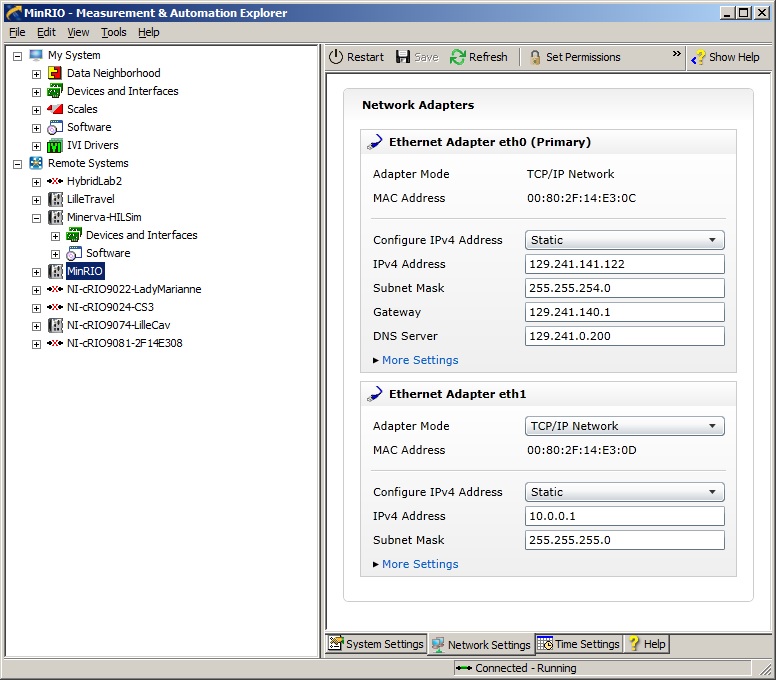 MinRIO - Measurement & Automation Explorer
File Edit View Tools Help
My System
Data Neighborhood
Devices and Interfaces
Scales
Software
IVI Drivers
Remote Systems
HybridLab2
LilleTravel
Minerva-HILSim
Devices and Interfaces
Software
MinRIO
NI-cRIO9022-LadyMarianne
NI-cRIO9024-CS3
NI-cRIO9074-LilleCav
NI-cRIO9081-2F14E308
Restart Save Refresh Set Permissions » Show Help
Network Adapters
Ethernet Adapter eth0 (Primary)
Adapter Mode TCP/IP Network
MAC Address 00:80:2F:14:E3:0C
Configure IPv4 Address Static
IPv4 Address 129.241.141.122
Subnet Mask 255.255.254.0
Gateway 129.241.140.1
DNS Server 129.241.0.200
More Settings
Ethernet Adapter eth1
Adapter Mode TCP/IP Network
MAC Address 00:80:2F:14:E3:0D
Configure IPv4 Address Static
IPv4 Address 10.0.0.1
Subnet Mask 255.255.255.0
More Settings
System Settings Network Settings Time Settings Help
Connected - Running